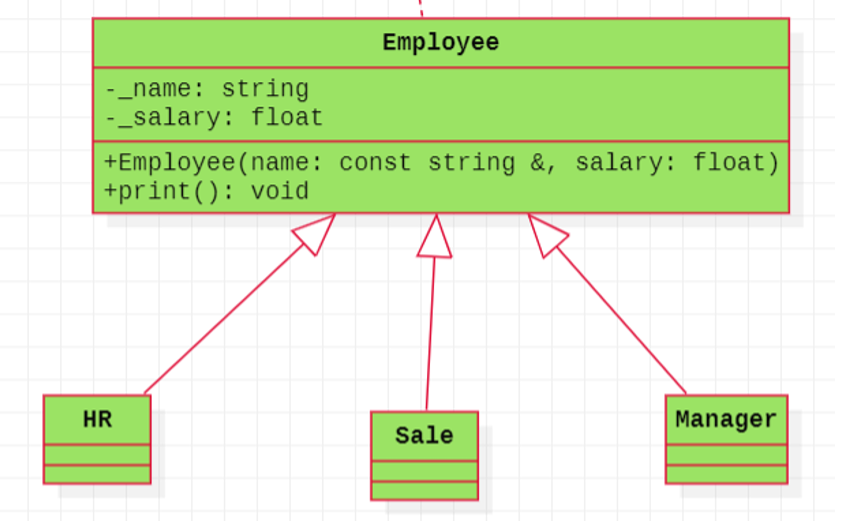 Employee
-_name: string
-_salary: float
+Employee(name: const string &, salary: float)
+print(): void
HR
Sale
Manager